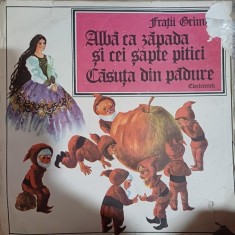 Frații Grimm
Albă ca zăpada
și cei șapte pitici
Căsuța din pădure
Electrecord